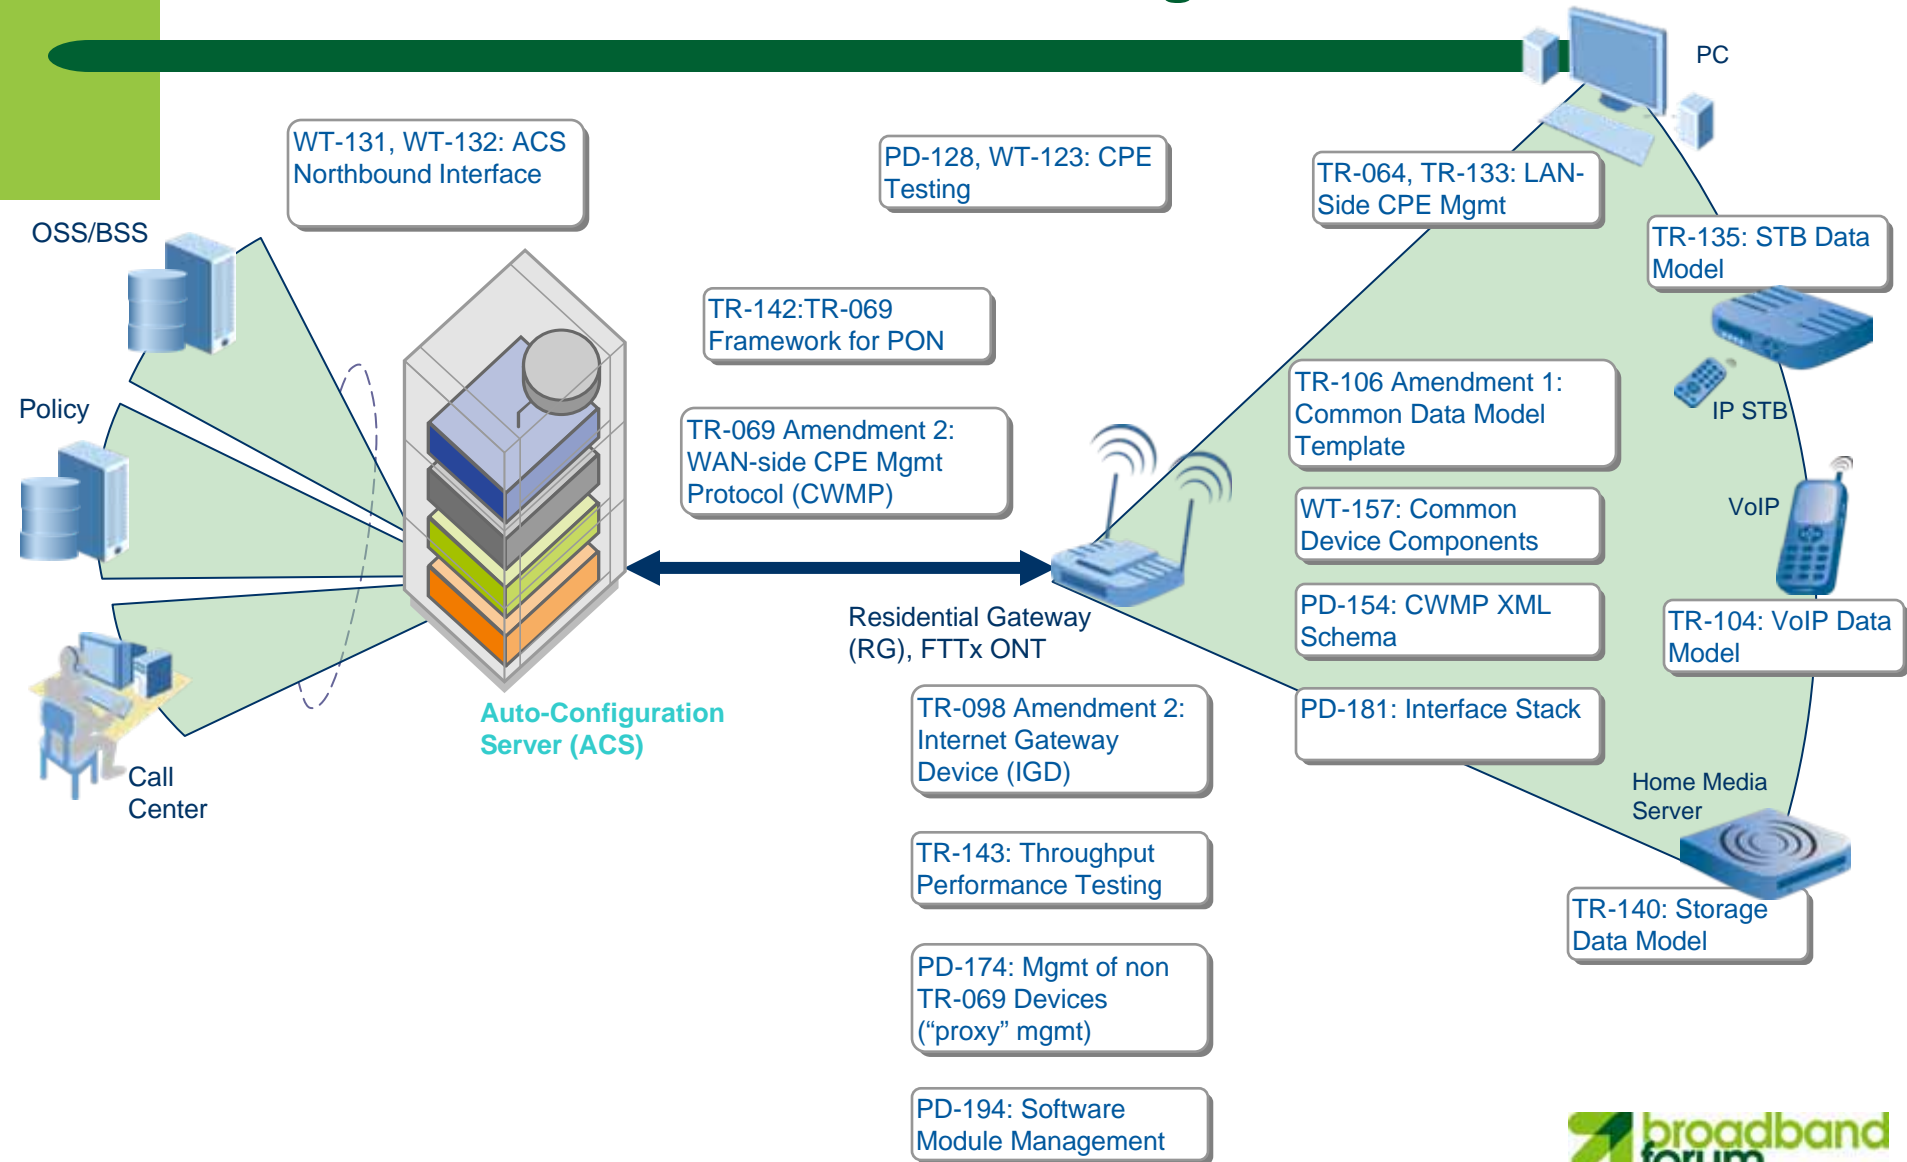 PC
WT-131, WT-132: ACS
Northbound Interface
PD-128, WT-123: CPE
Testing
TR-064, TR-133: LAN-
Side CPE Mgmt
OSS/BSS
TR-135: STB Data
Model
TR-142:TR-069
Framework for PON
Policy
TR-069 Amendment 2:
WAN-side CPE Mgmt
Protocol (CWMP)
TR-106 Amendment 1:
Common Data Model
Template
IP STB
WT-157: Common
Device Components
VoIP
PD-154: CWMP XML
Schema
Residential Gateway
(RG), FTTx ONT
TR-104: VoIP Data
Model
Auto-Configuration
Server (ACS)
TR-098 Amendment 2:
Internet Gateway
Device (IGD)
PD-181: Interface Stack
Call
Center
Home Media
Server
TR-143: Throughput
Performance Testing
TR-140: Storage
Data Model
PD-174: Mgmt of non
TR-069 Devices
(“proxy” mgmt)
PD-194: Software
Module Management
broadband
forum